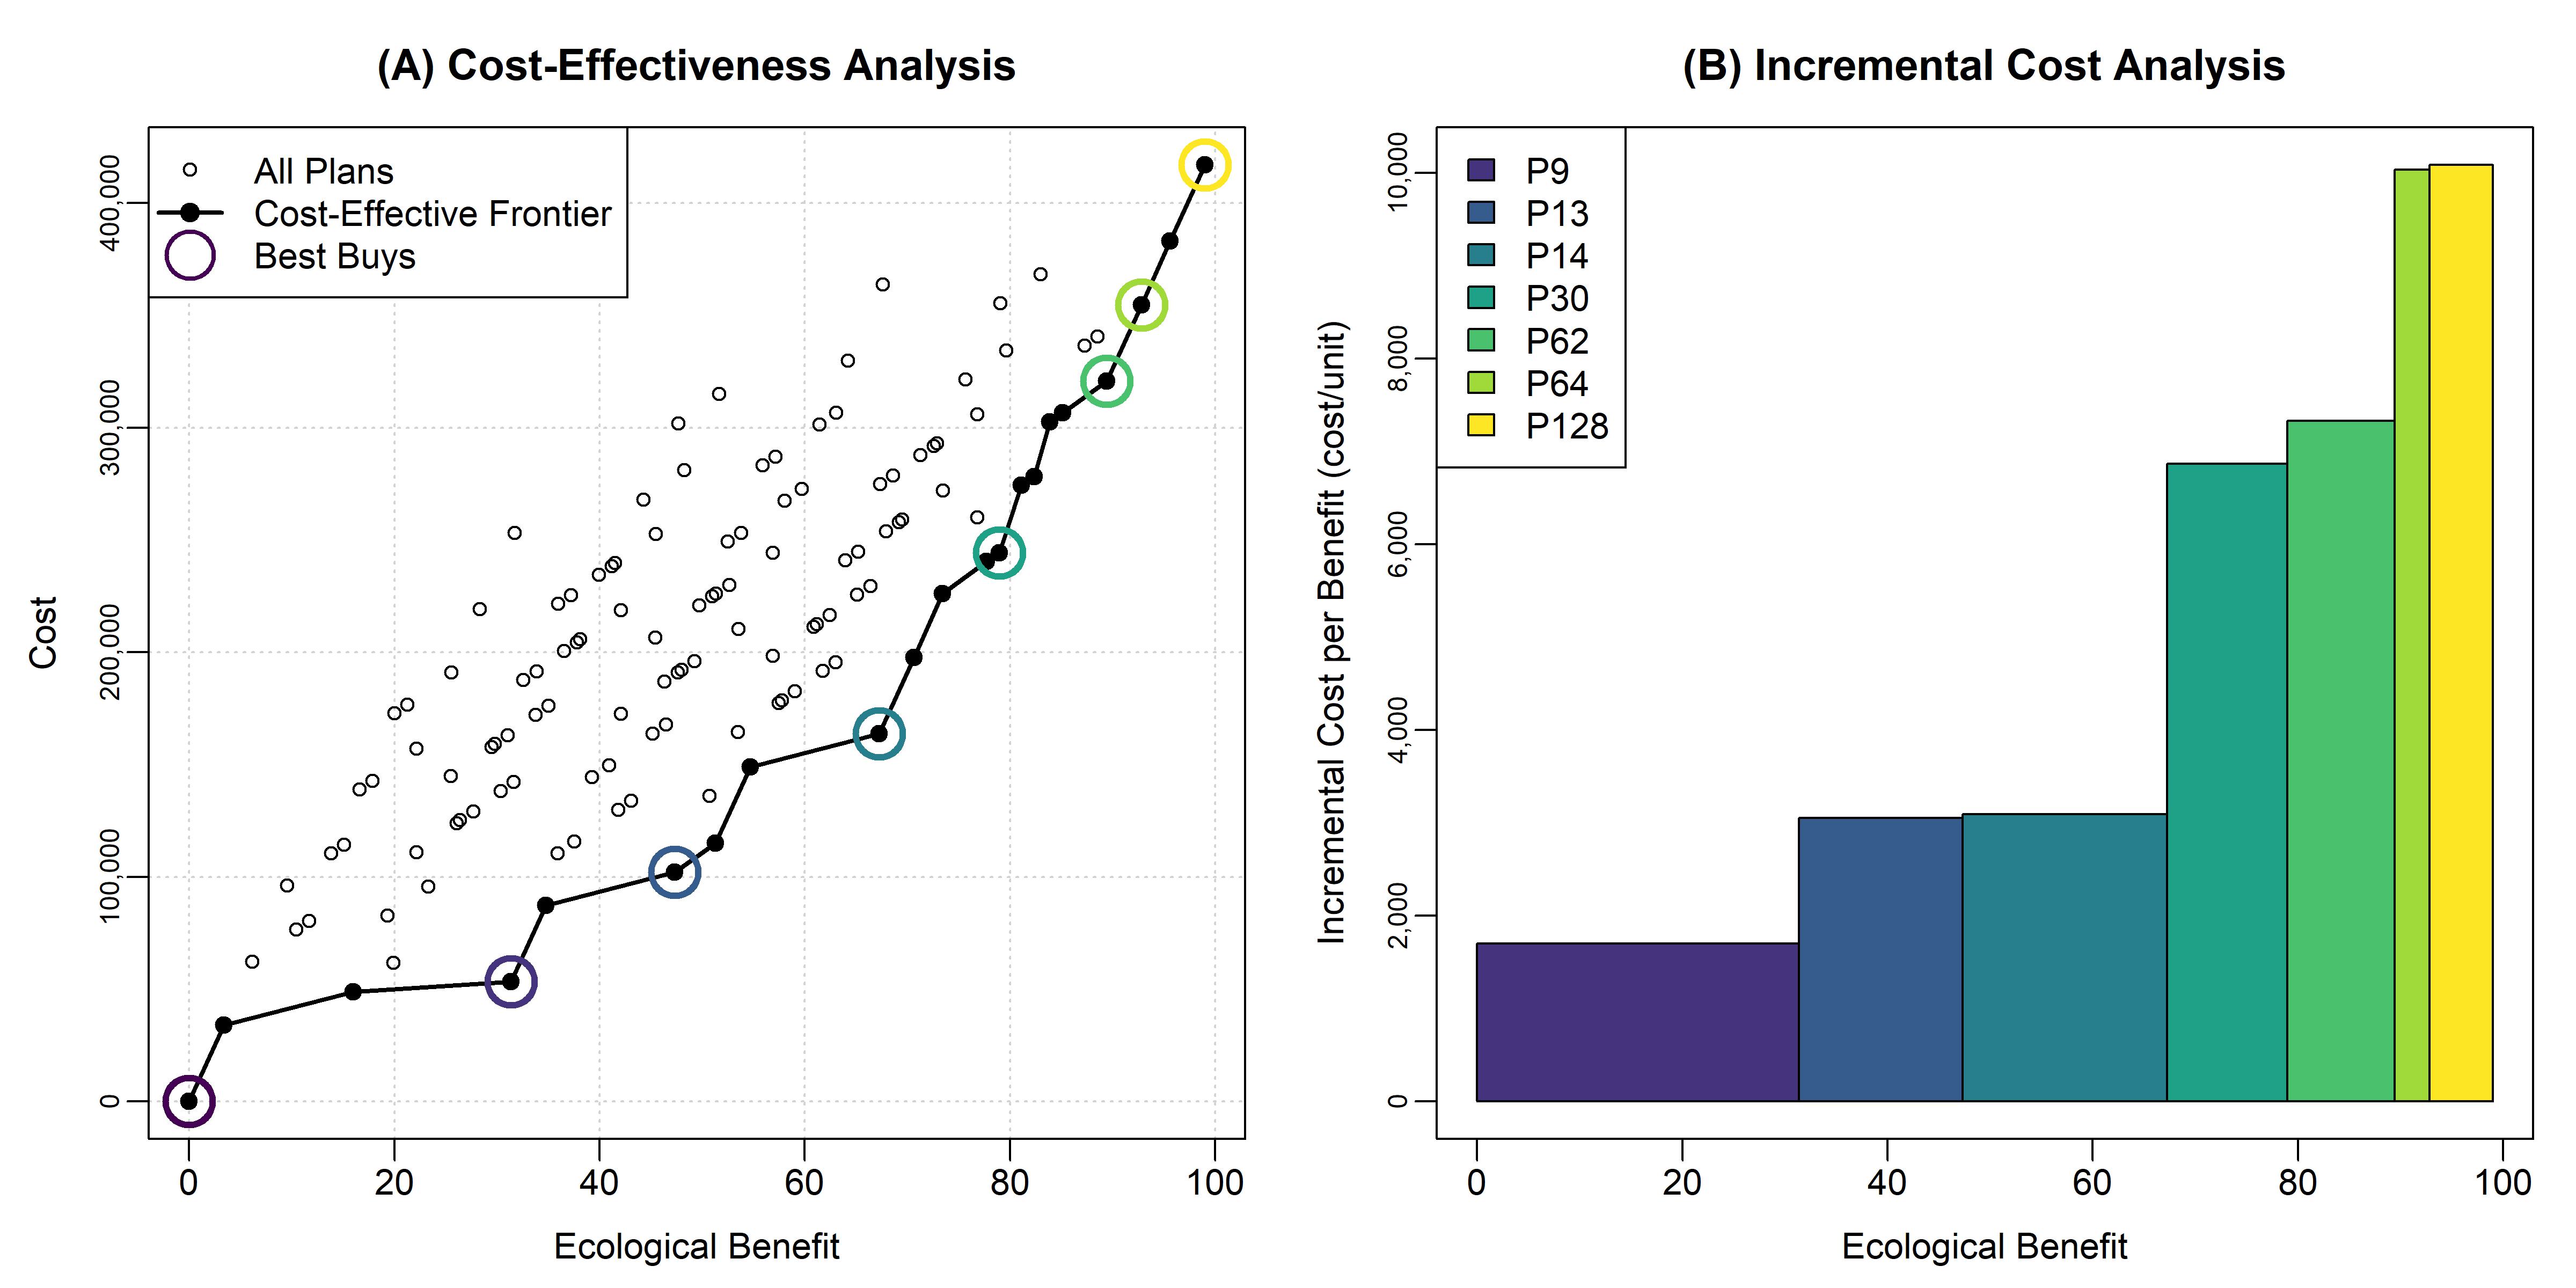 (A) Cost-Effectiveness Analysis
All Plans
Cost-Effective Frontier
Best Buys
Cost
400,000
300,000
200,000
100,000
0
0 20 40 60 80 100
Ecological Benefit
(B) Incremental Cost Analysis
P9
P13
P14
P30
P62
P64
P128
Incremental Cost per Benefit (cost/unit)
10,000
8,000
6,000
4,000
2,000
0
0 20 40 60 80 100
Ecological Benefit